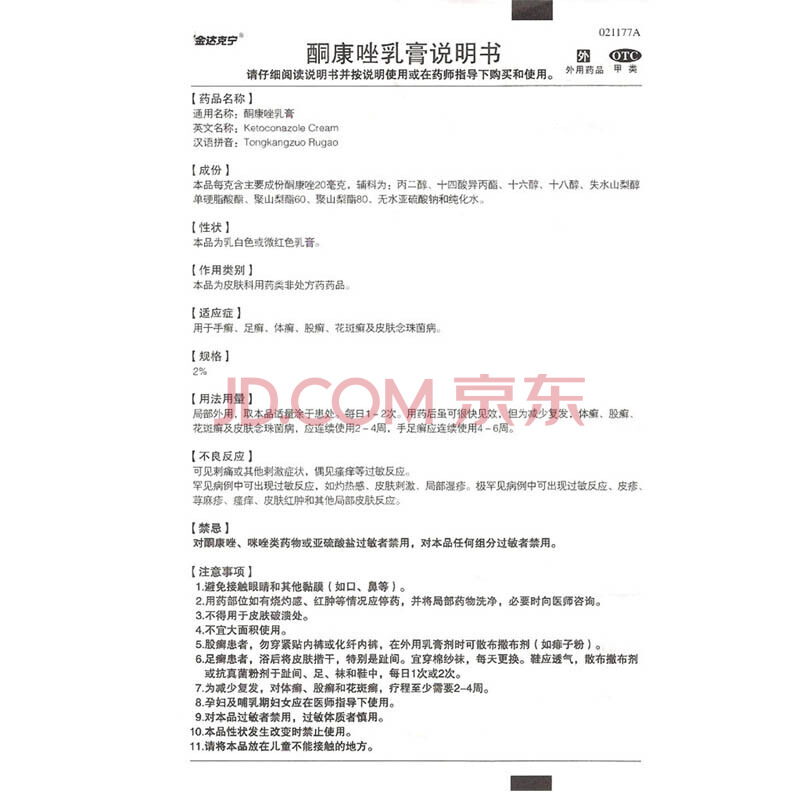 021177A
金达克宁
酮康唑乳膏说明书
外 OTC
外用药品 甲类
请仔细阅读说明书并按说明使用或在药师指导下购买和使用。
【药品名称】
通用名称：酮康唑乳膏
英文名称：Ketoconazole Cream
汉语拼音：Tongkangzuo Rugao
【成份】
本品每克含主要成份酮康唑20毫克，辅料为：丙二醇、十四酸异丙酯、十六醇、十八醇、失水山梨醇
单硬脂酸酯、聚山梨酯60、聚山梨酯80、无水亚硫酸钠和纯化水。
【性状】
本品为乳白色或微红色乳膏。
【作用类别】
本品为皮肤科用药类非处方药药品。
【适应症】
用于手癣、足癣、体癣、股癣、花斑癣及皮肤念珠菌病。
【规格】
2%
JD.COM 京东
【用法用量】
局部外用，取本品适量涂于患处，每日1－2次。用药后虽可很快见效，但为减少复发，体癣、股癣、
花斑癣及皮肤念珠菌病，应连续使用2－4周，手足癣应连续使用4－6周。
【不良反应】
可见刺痛或其他刺激症状，偶见瘙痒等过敏反应。
罕见病例中可出现过敏反应，如灼热感、皮肤刺激、局部湿疹。极罕见病例中可出现过敏反应、皮疹、
荨麻疹、瘙痒、皮肤红肿和其他局部皮肤反应。
【禁忌】
对酮康唑、咪唑类药物或亚硫酸盐过敏者禁用，对本品任何组分过敏者禁用。
【注意事项】
1.避免接触眼睛和其他黏膜（如口、鼻等）。
2.用药部位如有烧灼感、红肿等情况应停药，并将局部药物洗净，必要时向医师咨询。
3.不得用于皮肤破溃处。
4.不宜大面积使用。
5.股癣患者，勿穿紧贴内裤或化纤内裤，在外用乳膏剂时可散布撒布剂（如痱子粉）。
6.足癣患者，浴后将皮肤揩干，特别是趾间。宜穿棉纱袜，每天更换。鞋应透气，散布撒布剂
或抗真菌粉剂于趾间、足、袜和鞋中，每日1次或2次。
7.为减少复发，对体癣、股癣和花斑癣，疗程至少需要2-4周。
8.孕妇及哺乳期妇女应在医师指导下使用。
9.对本品过敏者禁用，过敏体质者慎用。
10.本品性状发生改变时禁止使用。
11.请将本品放在儿童不能接触的地方。